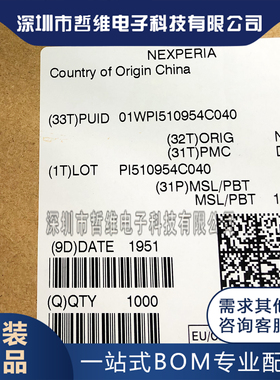 深圳市哲维电子科技有限公司
NEXPERIA
Country of Origin China
(33T)PUID 01WPI510954C040
(32T)ORIG
(31T)PMC
(1T)LOT PI510954C040
(31P)MSL/PBT
MSL/PBT 1
深圳市哲维电子科技有限公司
(9D)DATE 1951
(Q)QTY 1000
需求其他
咨询客服
EU/C
装品
一站式BOM专业配